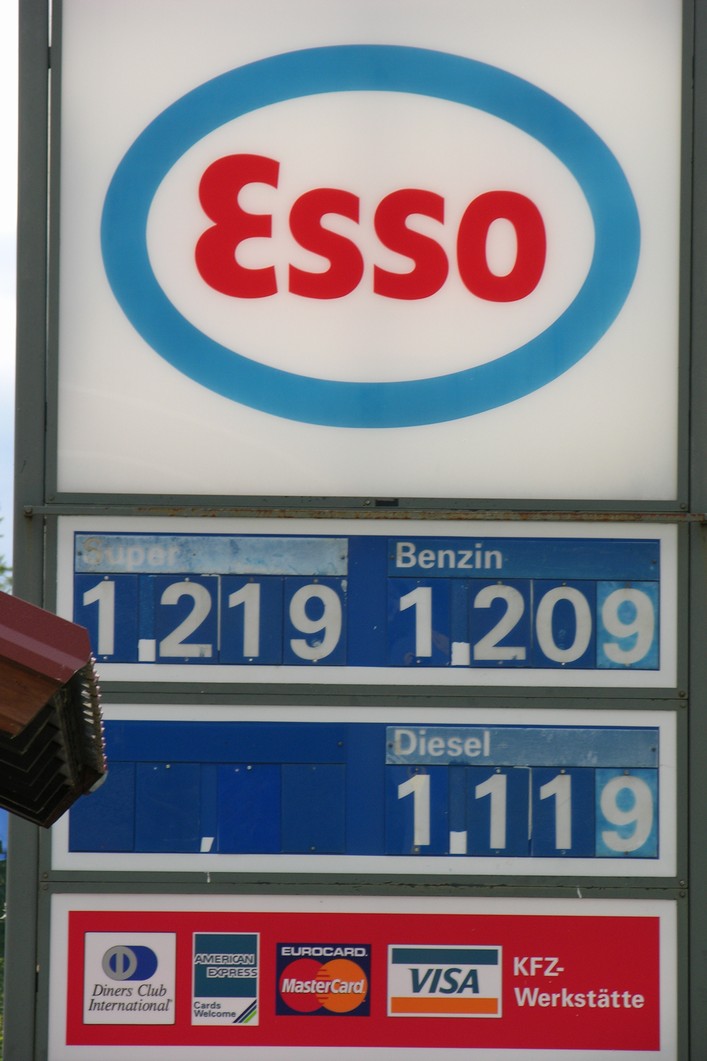 Esso
Super
Benzin
1.219
1.209
Diesel
1.119
Diners Club
International
AMERICAN
EXPRESS
Cards
Welcome
EUROCARD.
MasterCard
VISA
KFZ-
Werkstätte